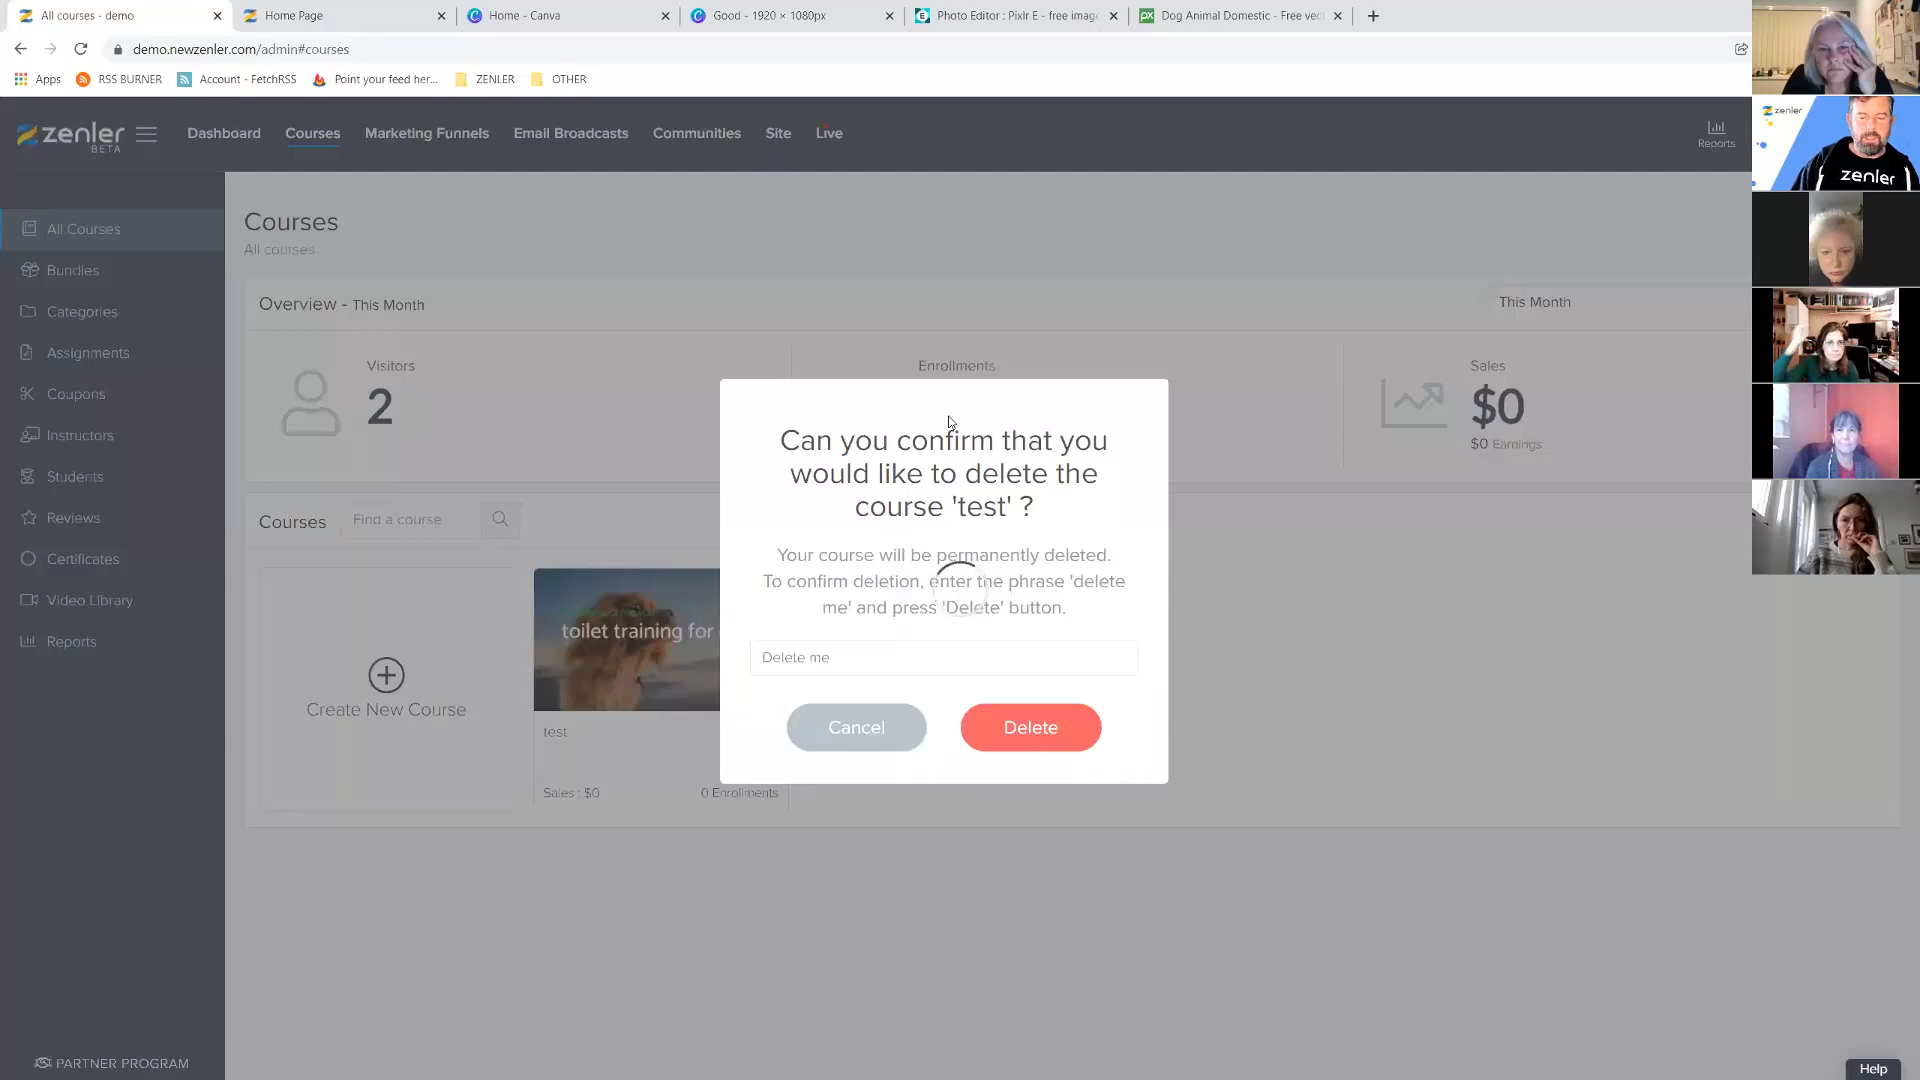 All courses - demo
Home Page
Home - Canva
Good - 1920 × 1080px
Photo Editor : Pixlr E - free imag
Dog Animal Domestic - Free vec
demo.newzenler.com/admin#courses
Apps
RSS BURNER
Account - FetchRSS
Point your feed her...
ZENLER
OTHER
zenler
BETA
Dashboard
Courses
Marketing Funnels
Email Broadcasts
Communities
Site
Live
Reports
zenler
zenler
All Courses
Bundles
Categories
Assignments
Coupons
Instructors
Students
Reviews
Certificates
Video Library
Reports
PARTNER PROGRAM
Courses
All courses
Overview - This Month
This Month
Visitors
2
Enrollments
Sales
$0
$0 Earnings
Courses
Find a course
Create New Course
toilet training for
test
Sales : $0
0 Enrollments
Can you confirm that you
would like to delete the
course 'test' ?
Your course will be permanently deleted.
To confirm deletion, enter the phrase 'delete
me' and press 'Delete' button.
Delete me
Cancel
Delete
Help